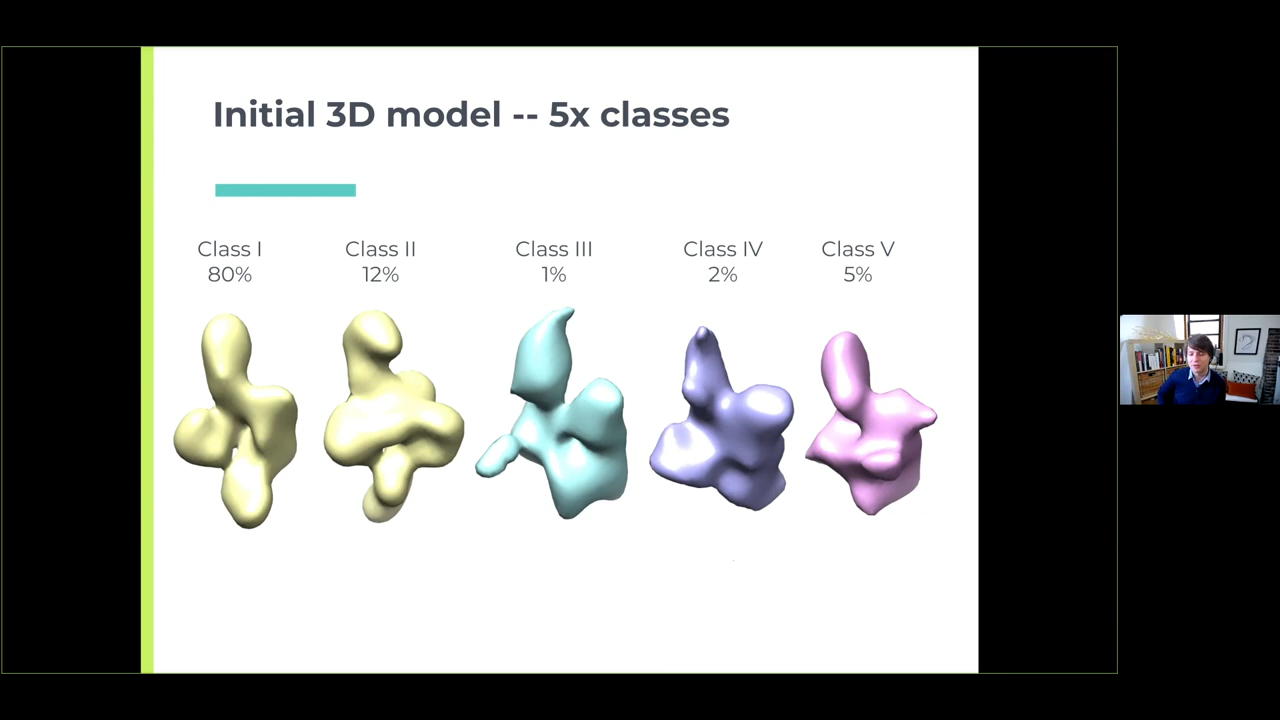 Initial 3D model -- 5x classes
Class I
80%
Class II
12%
Class III
1%
Class IV
2%
Class V
5%